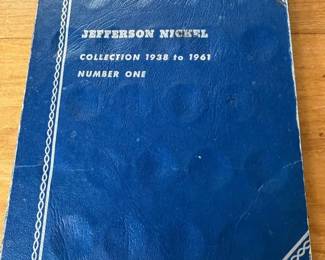 JEFFERSON NICKEL
COLLECTION 1938 to 1961
NUMBER ONE